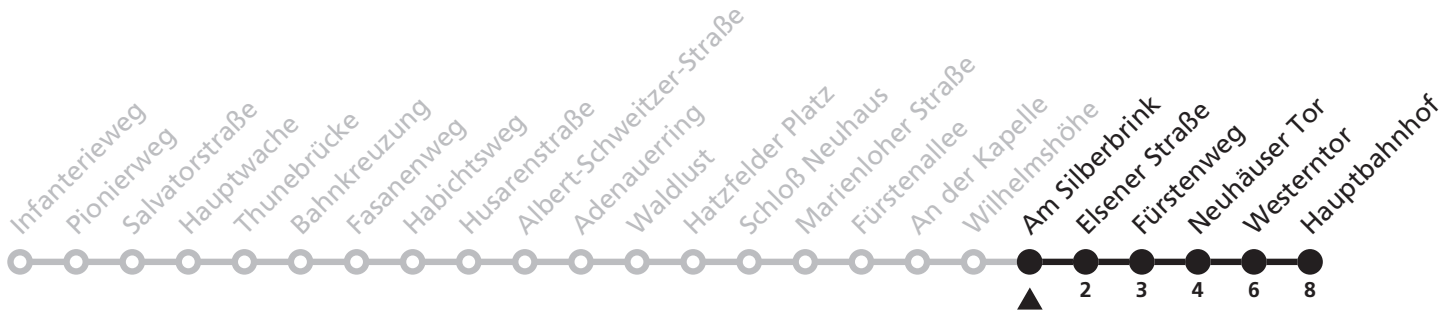 Infanterieweg
Pionierweg
Salvatorstraße
Hauptwache
Thunebrücke
Bahnkreuzung
Fasanenweg
Habichtsweg
Husarenstraße
Albert-Schweitzer-Straße
Adenauerring
Waldlust
Hatzfelder Platz
Schloß Neuhaus
Marienloher Straße
Fürstenallee
An der Kapelle
Wilhelmshöhe
Am Silberbrink
Elsener Straße
Fürstenweg
Neuhäuser Tor
Westerntor
Hauptbahnhof
2 3 4 6 8